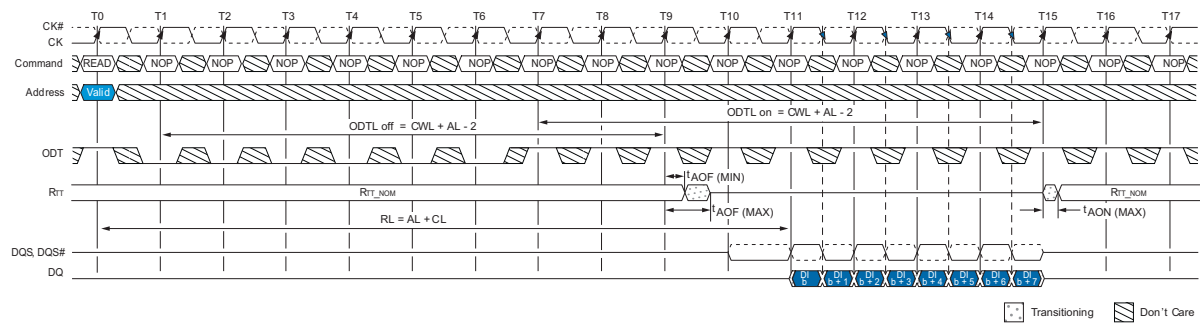 T0 T1 T2 T3 T4 T5 T6 T7 T8 T9 T10 T11 T12 T13 T14 T15 T16 T17
CK#
CK
Command READ NOP NOP NOP NOP NOP NOP NOP NOP NOP NOP NOP NOP NOP NOP NOP NOP NOP
Address Valid
ODTL off = CWL + AL - 2 ODTL on = CWL + AL - 2
ODT
tAOF (MIN)
RTT RTT_NOM RTT_NOM
RL = AL + CL tAOF (MAX) tAON (MAX)
DQS, DQS#
DQ DI b DI b + 1 DI b + 2 DI b + 3 DI b + 4 DI b + 5 DI b + 6 DI b + 7
Transitioning Don't Care